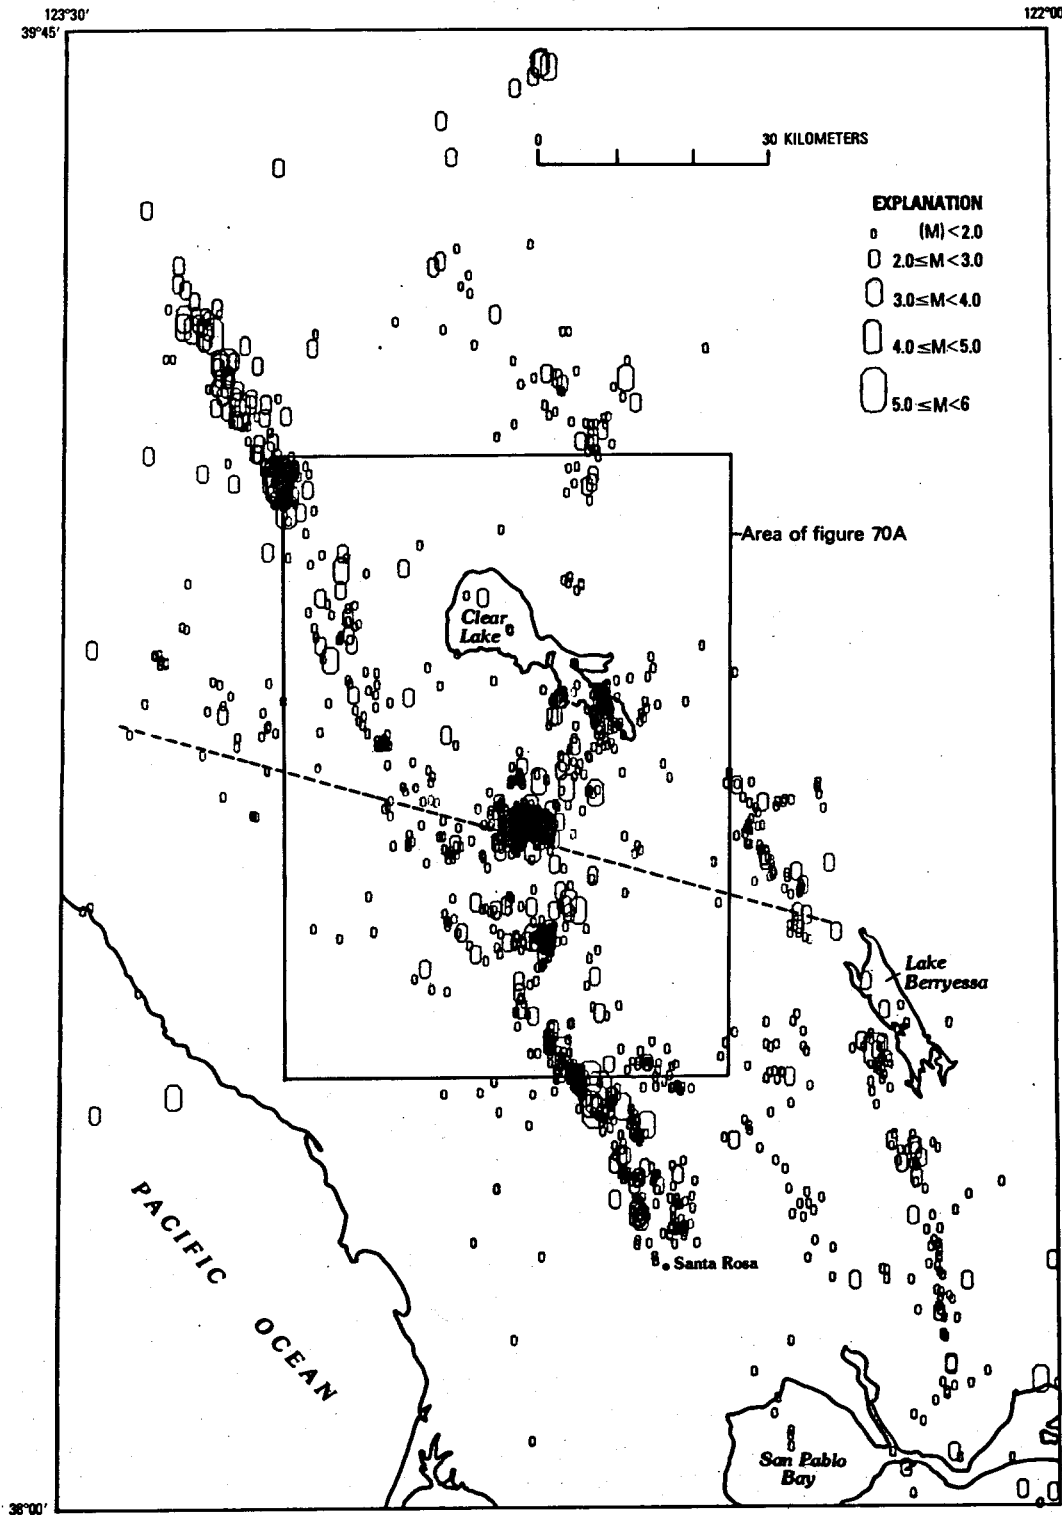 123°30'
122°00
39°45'
0
30 KILOMETERS
EXPLANATION
(M)<2.0
2.0≤M<3.0
3.0≤M<4.0
4.0≤M<5.0
5.0≤M<6
Area of figure 70A
Clear
Lake
Lake
Berryessa
Santa Rosa
PACIFIC
OCEAN
San Pablo
Bay
38°00'